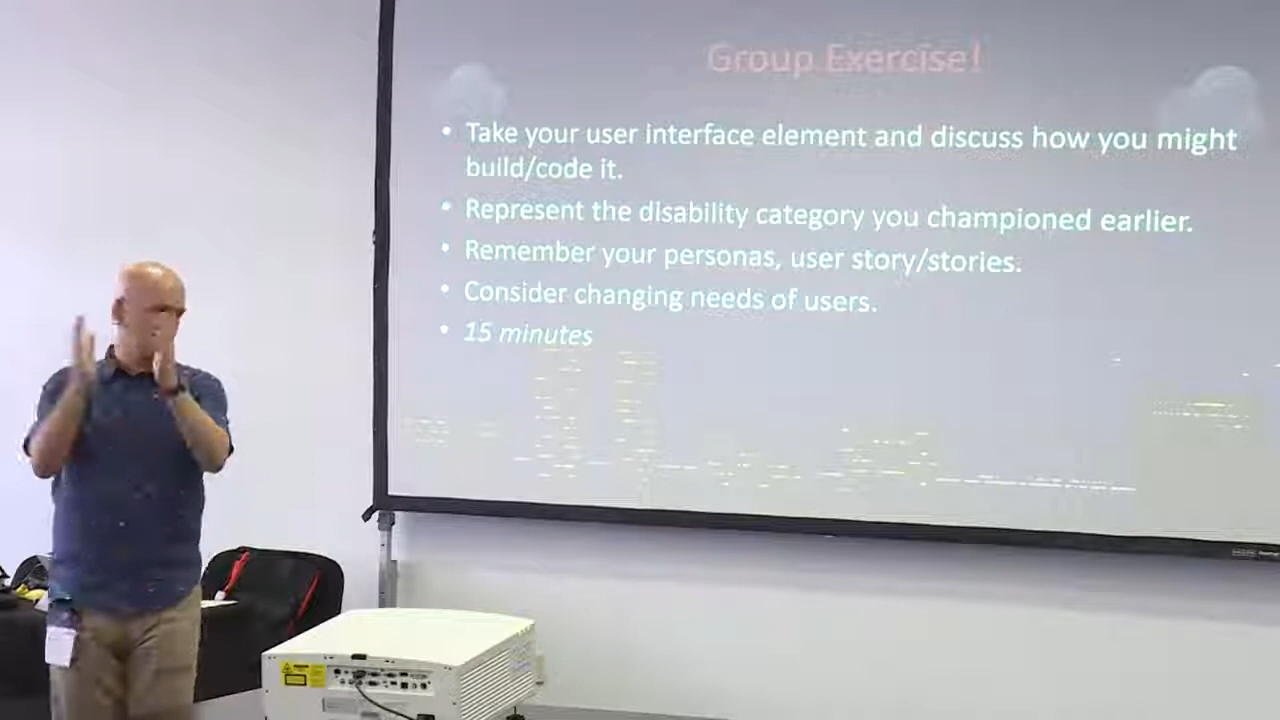 Group Exercise!
• Take your user interface element and discuss how you might
build/code it.
• Represent the disability category you championed earlier.
• Remember your personas, user story/stories.
• Consider changing needs of users.
• 15 minutes